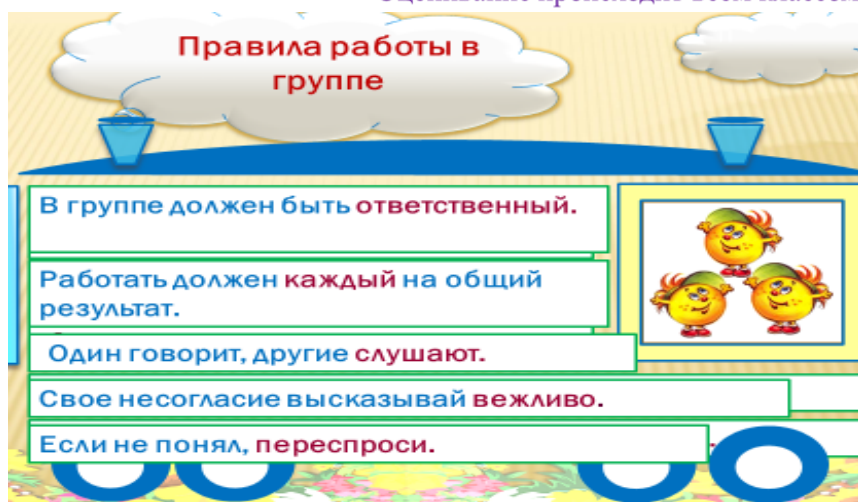 Правила работы в
группе
В группе должен быть ответственный.
Работать должен каждый на общий
результат.
Один говорит, другие слушают.
Свое несогласие высказывай вежливо.
Если не понял, переспроси.